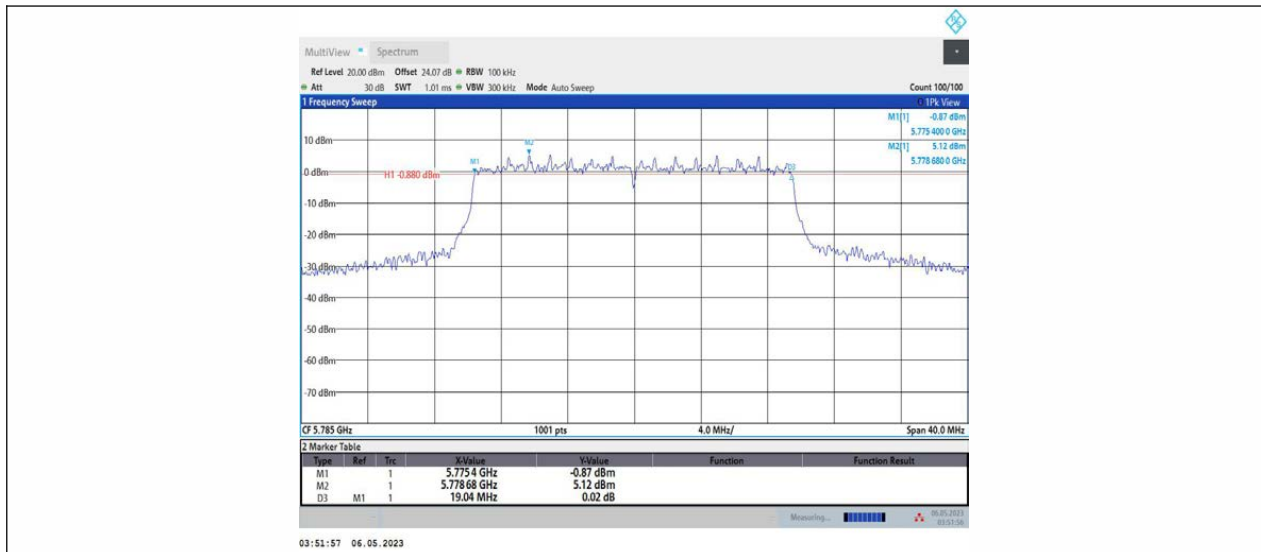 MultiView Spectrum
Ref Level 20.00 dBm Offset 24.07 dB RBW 100 kHz
Att 30 dB SWT 1.01 ms VBW 300 kHz Mode Auto Sweep Count 100/100
1 Frequency Sweep 1Pk View
M1[1] -0.87 dBm
5.775 400 0 GHz
M2[1] 5.12 dBm
5.778 680 0 GHz
10 dBm
M2
M1
0 dBm
H1 -0.880 dBm
-10 dBm
-20 dBm
-30 dBm
-40 dBm
-50 dBm
-60 dBm
-70 dBm
CF 5.785 GHz 1001 pts 4.0 MHz/ Span 40.0 MHz
2 Marker Table
Type Ref Trc X-Value Y-Value Function Function Result
M1 1 5.7754 GHz -0.87 dBm
M2 1 5.77868 GHz 5.12 dBm
D3 M1 1 19.04 MHz 0.02 dB
Measuring... 06.05.2023
03:51:56
03:51:57 06.05.2023